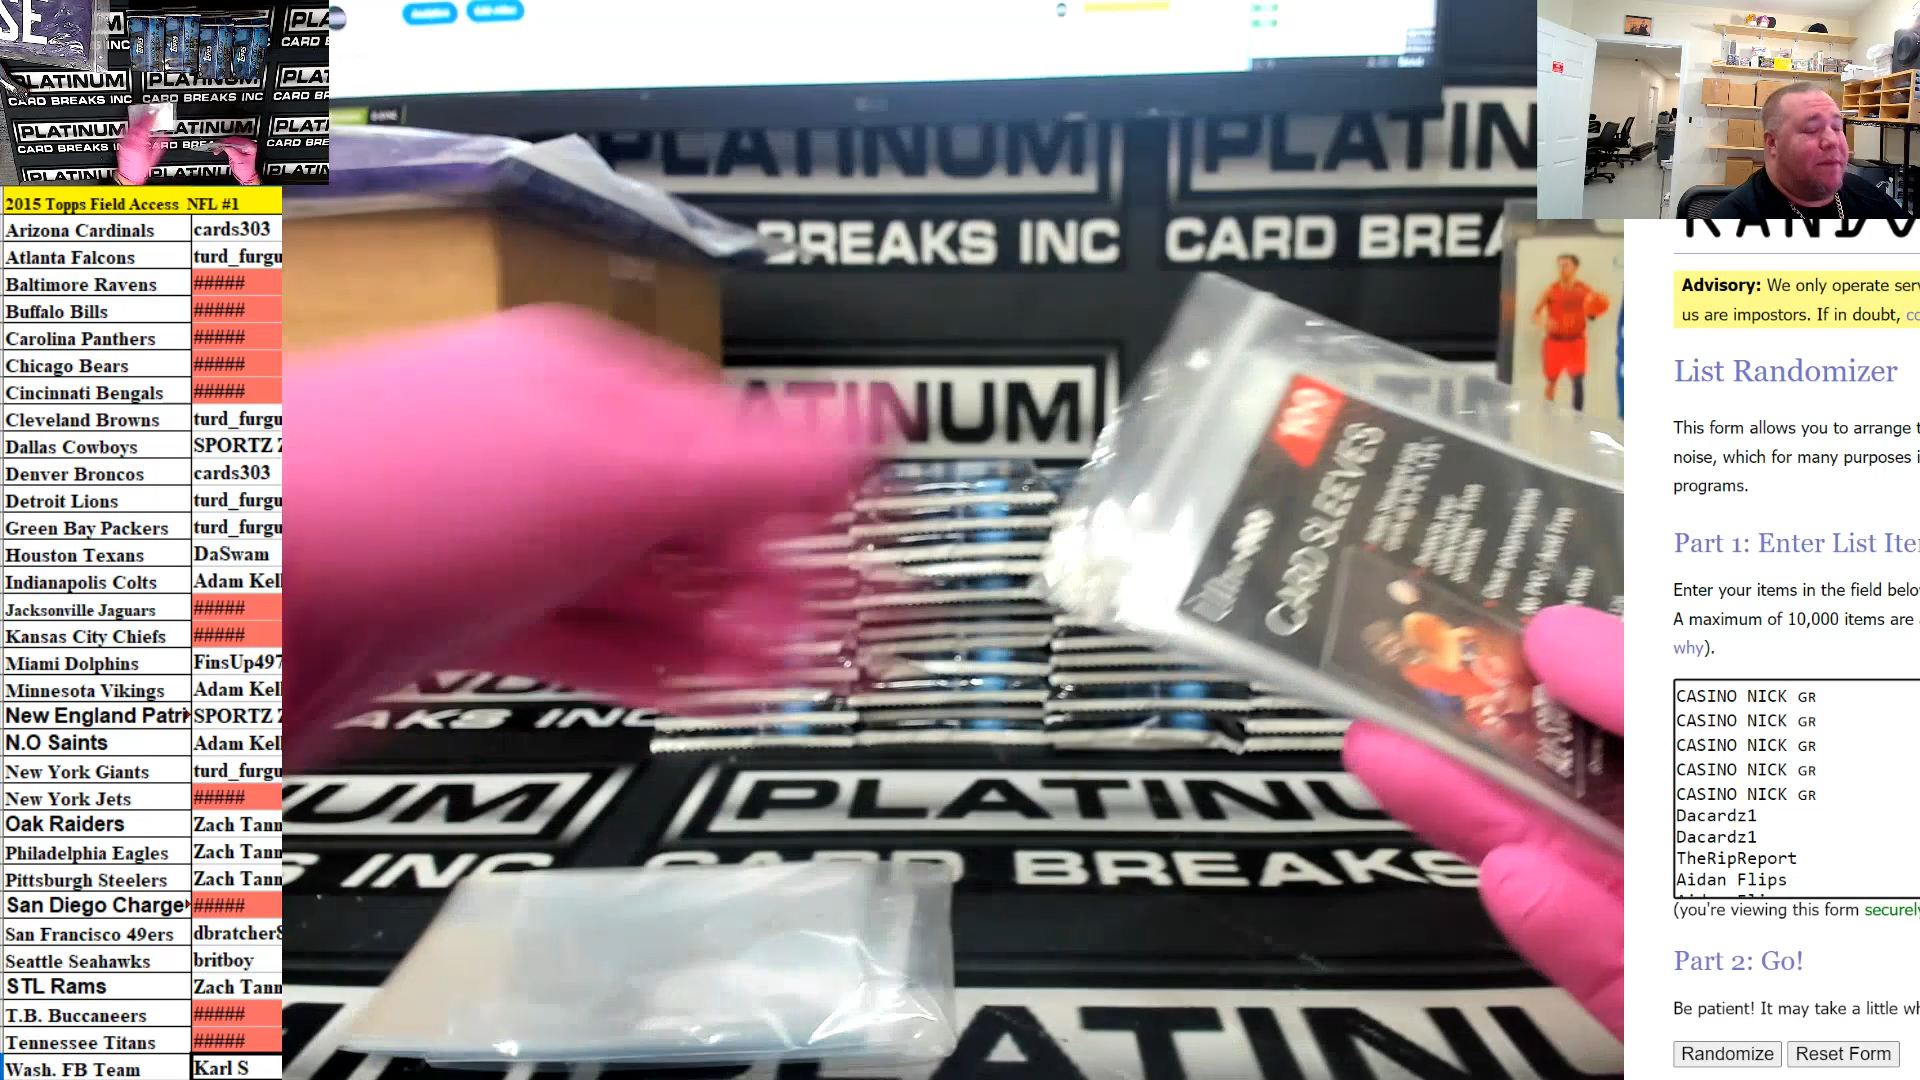 PLATINUM
CARD BREAKS INC
2015 Topps Field Access NFL #1
Arizona Cardinals cards303
Atlanta Falcons turd_furgu
Baltimore Ravens #####
Buffalo Bills #####
Carolina Panthers #####
Chicago Bears #####
Cincinnati Bengals #####
Cleveland Browns turd_furgu
Dallas Cowboys SPORTZ
Denver Broncos cards303
Detroit Lions turd_furgu
Green Bay Packers turd_furgu
Houston Texans DaSwam
Indianapolis Colts Adam Kel
Jacksonville Jaguars #####
Kansas City Chiefs #####
Miami Dolphins FinsUp497
Minnesota Vikings Adam Kel
New England Patri SPORTZ
N.O Saints Adam Kel
New York Giants turd_furgu
New York Jets #####
Oak Raiders Zach Tann
Philadelphia Eagles Zach Tann
Pittsburgh Steelers Zach Tann
San Diego Charge #####
San Francisco 49ers dbratcher
Seattle Seahawks britboy
STL Rams Zach Tann
T.B. Buccaneers #####
Tennessee Titans #####
Wash. FB Team Karl S
PLATINUM PLATIN
BREAKS INC CARD BREA
PLATINUM
100
CARD SLEEVES
PLATINU
CARD BREAKS
PLATINUM
Advisory: We only operate ser
us are impostors. If in doubt, co
List Randomizer
This form allows you to arrange t
noise, which for many purposes i
programs.
Part 1: Enter List Ite
Enter your items in the field belo
A maximum of 10,000 items are
why).
CASINO NICK GR
CASINO NICK GR
CASINO NICK GR
CASINO NICK GR
CASINO NICK GR
Dacardz1
Dacardz1
TheRipReport
Aidan Flips
(you're viewing this form securely
Part 2: Go!
Be patient! It may take a little wh
Randomize Reset Form